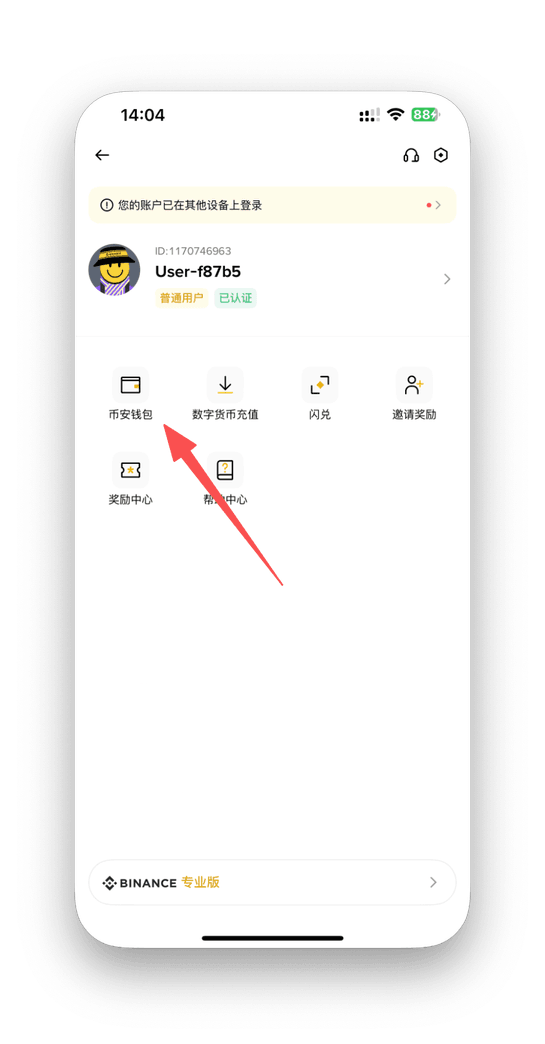 14:04
88
您的账户已在其他设备上登录
ID:1170746963
User-f87b5
普通用户 已认证
币安钱包 数字货币充值 闪兑 邀请奖励
奖励中心 帮助中心
BINANCE 专业版